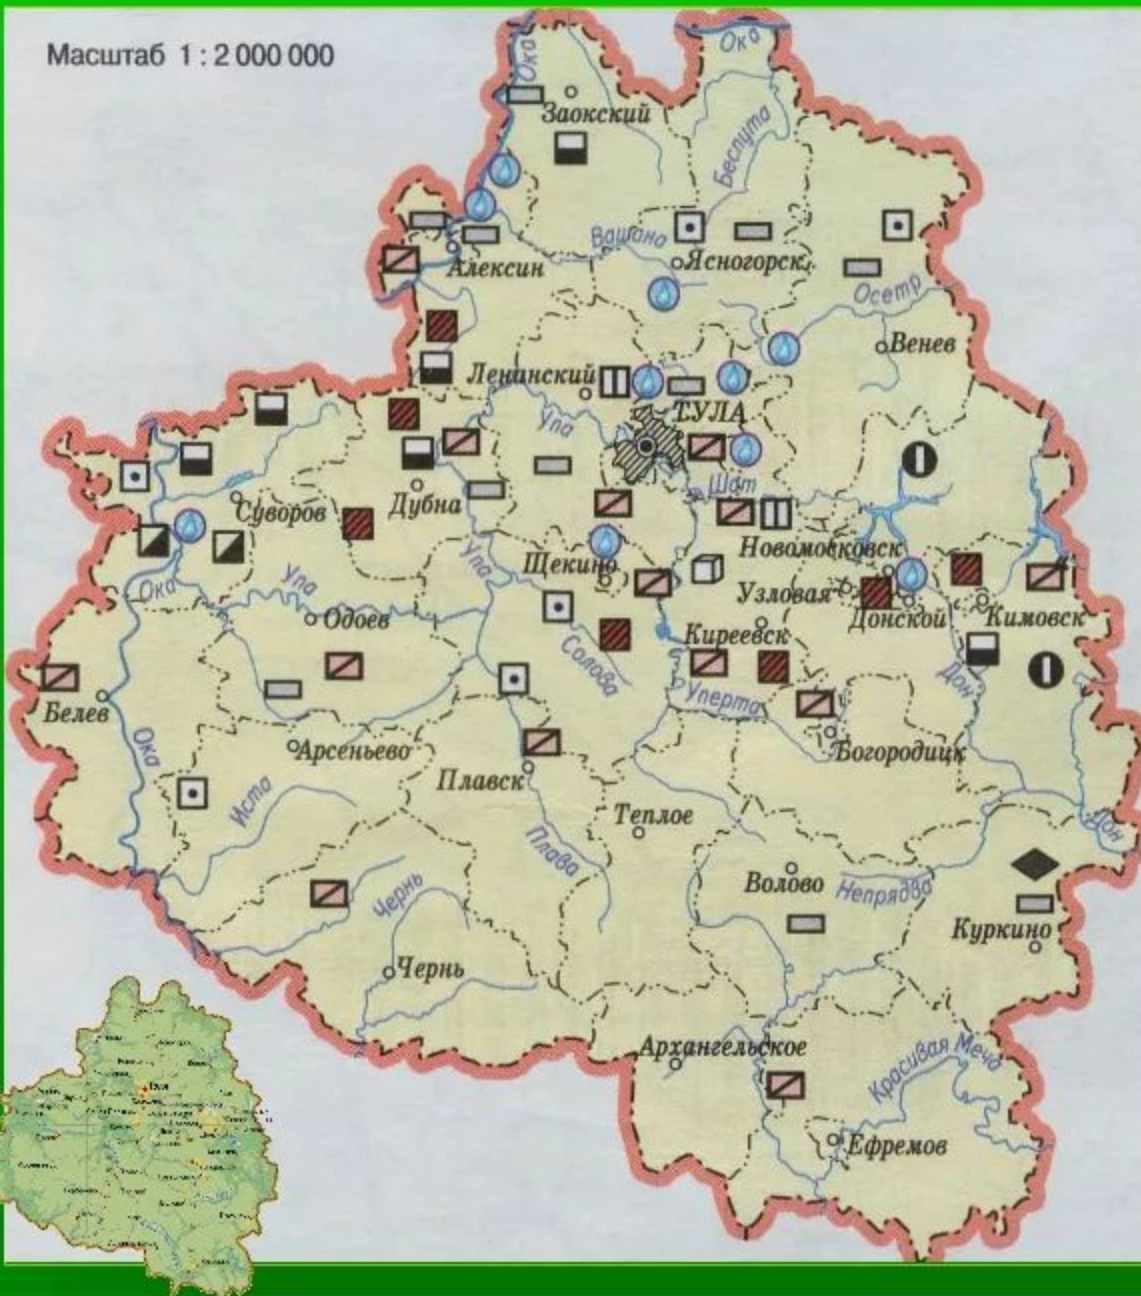 Масштаб 1 : 2 000 000
Ока
Ока
Заокский
Беспута
Вашана
Ясногорск
Алексин
Осетр
Венев
Ленинский
ТУЛА
Упа
Шат
Суворов
Дубна
Щекино
Новомосковск
Узловая
Донской
Кимовск
Ока
Упа
Упа
Одоев
Солова
Киреевск
Дон
Белев
Уперта
Ока
Арсеньево
Богородицк
Плавск
Иста
Теплое
Дон
Плава
Волово
Непрядва
Чернь
Куркино
Чернь
Архангельское
Красивая Меча
Ефремов